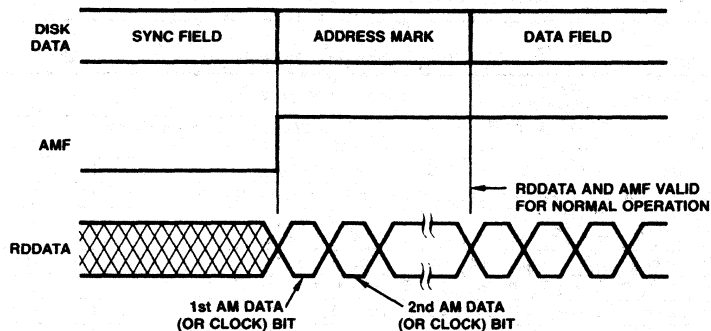 DISK
DATA
SYNC FIELD
ADDRESS MARK
DATA FIELD
AMF
RDDATA AND AMF VALID
FOR NORMAL OPERATION
RDDATA
1st AM DATA
(OR CLOCK) BIT
2nd AM DATA
(OR CLOCK) BIT